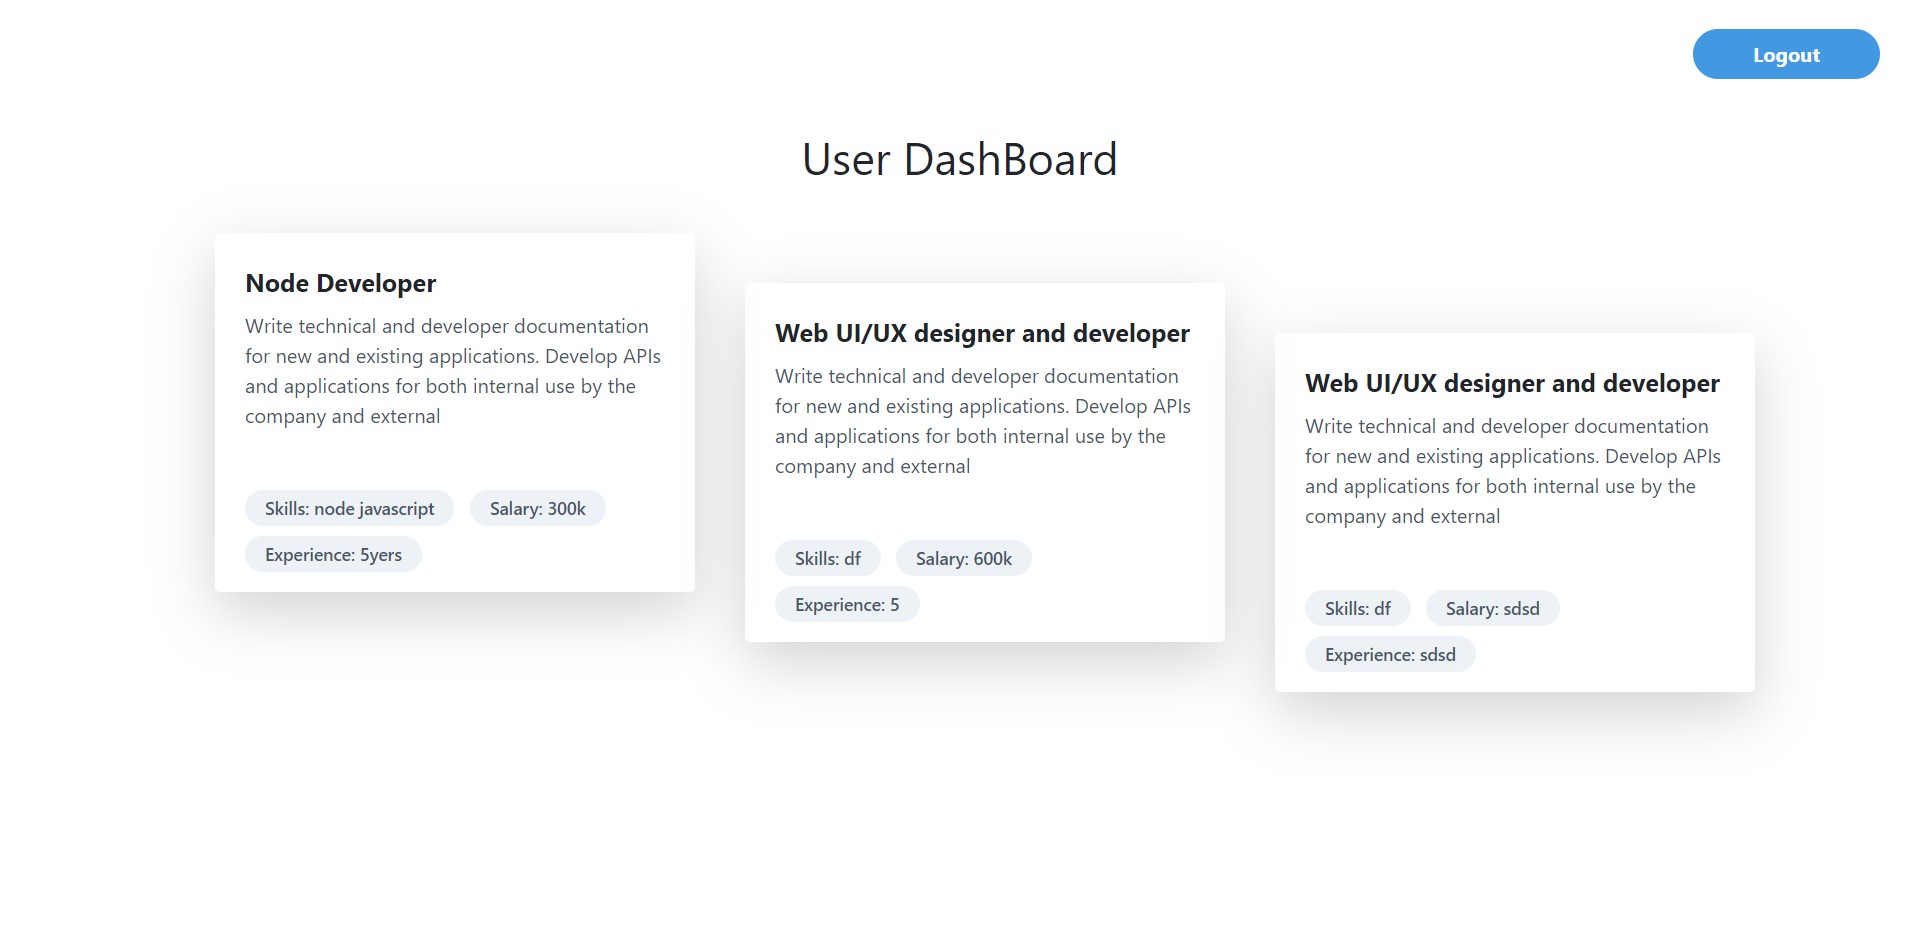 Logout
User DashBoard
Node Developer
Write technical and developer documentation
for new and existing applications. Develop APIs
and applications for both internal use by the
company and external
Skills: node javascript
Salary: 300k
Experience: 5yers
Web UI/UX designer and developer
Write technical and developer documentation
for new and existing applications. Develop APIs
and applications for both internal use by the
company and external
Skills: df
Salary: 600k
Experience: 5
Web UI/UX designer and developer
Write technical and developer documentation
for new and existing applications. Develop APIs
and applications for both internal use by the
company and external
Skills: df
Salary: sdsd
Experience: sdsd